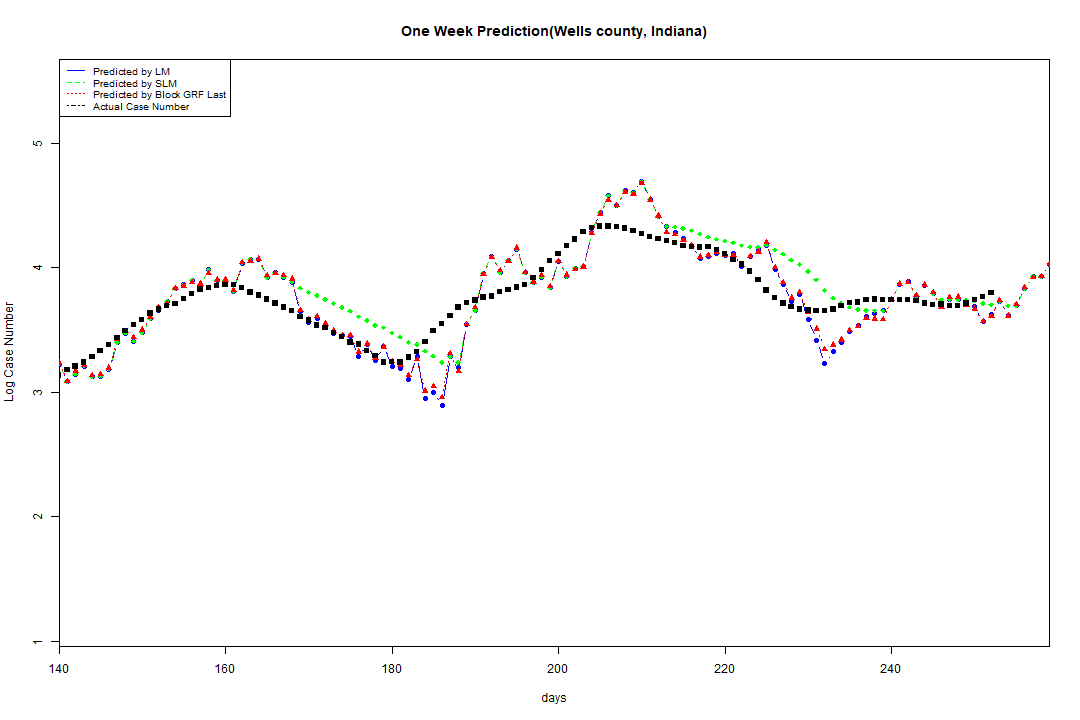 One Week Prediction(Wells county, Indiana)
Predicted by LM
Predicted by SLM
Predicted by Block GRF Last
Actual Case Number
5
4
3
2
1
Log Case Number
140 160 180 200 220 240
days